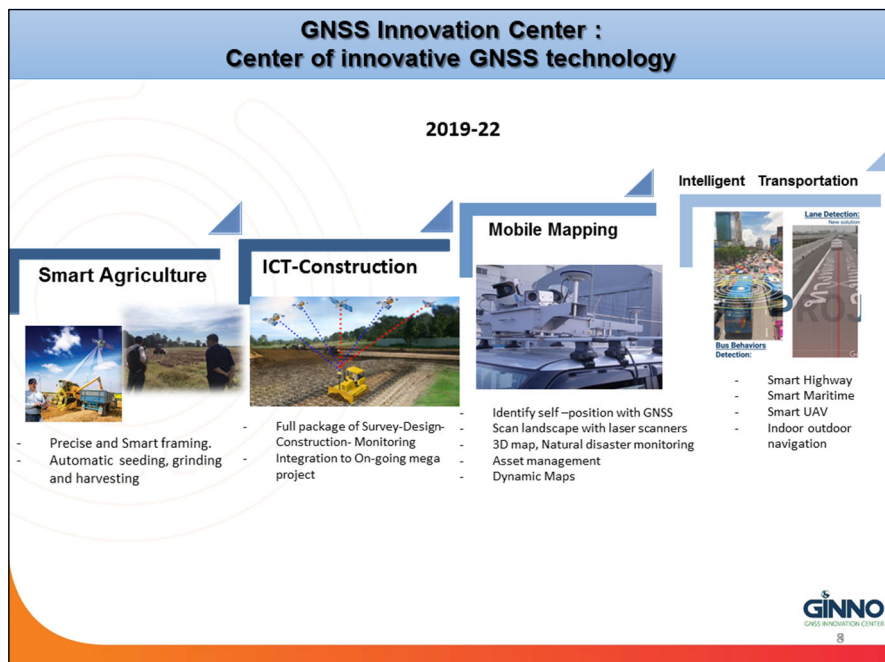 GNSS Innovation Center :
Center of innovative GNSS technology
2019-22
Smart Agriculture
- Precise and Smart framing.
- Automatic seeding, grinding
and harvesting
ICT-Construction
- Full package of Survey-Design-
Construction- Monitoring
- Integration to On-going mega
project
Mobile Mapping
- Identify self –position with GNSS
- Scan landscape with laser scanners
- 3D map, Natural disaster monitoring
- Asset management
- Dynamic Maps
Intelligent Transportation
Lane Detection:
New solution
PROJ
Bus Behaviors
Detection:
- Smart Highway
- Smart Maritime
- Smart UAV
- Indoor outdoor
navigation
GINNO
GNSS INNOVATION CENTER
8